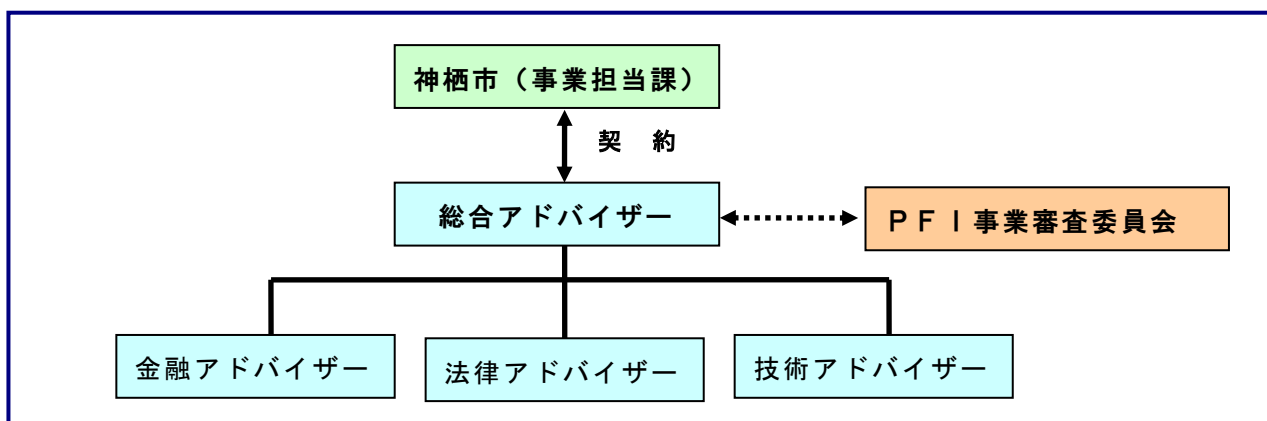 神栖市（事業担当課）
契　約
総合アドバイザー
ＰＦＩ事業審査委員会
金融アドバイザー
法律アドバイザー
技術アドバイザー